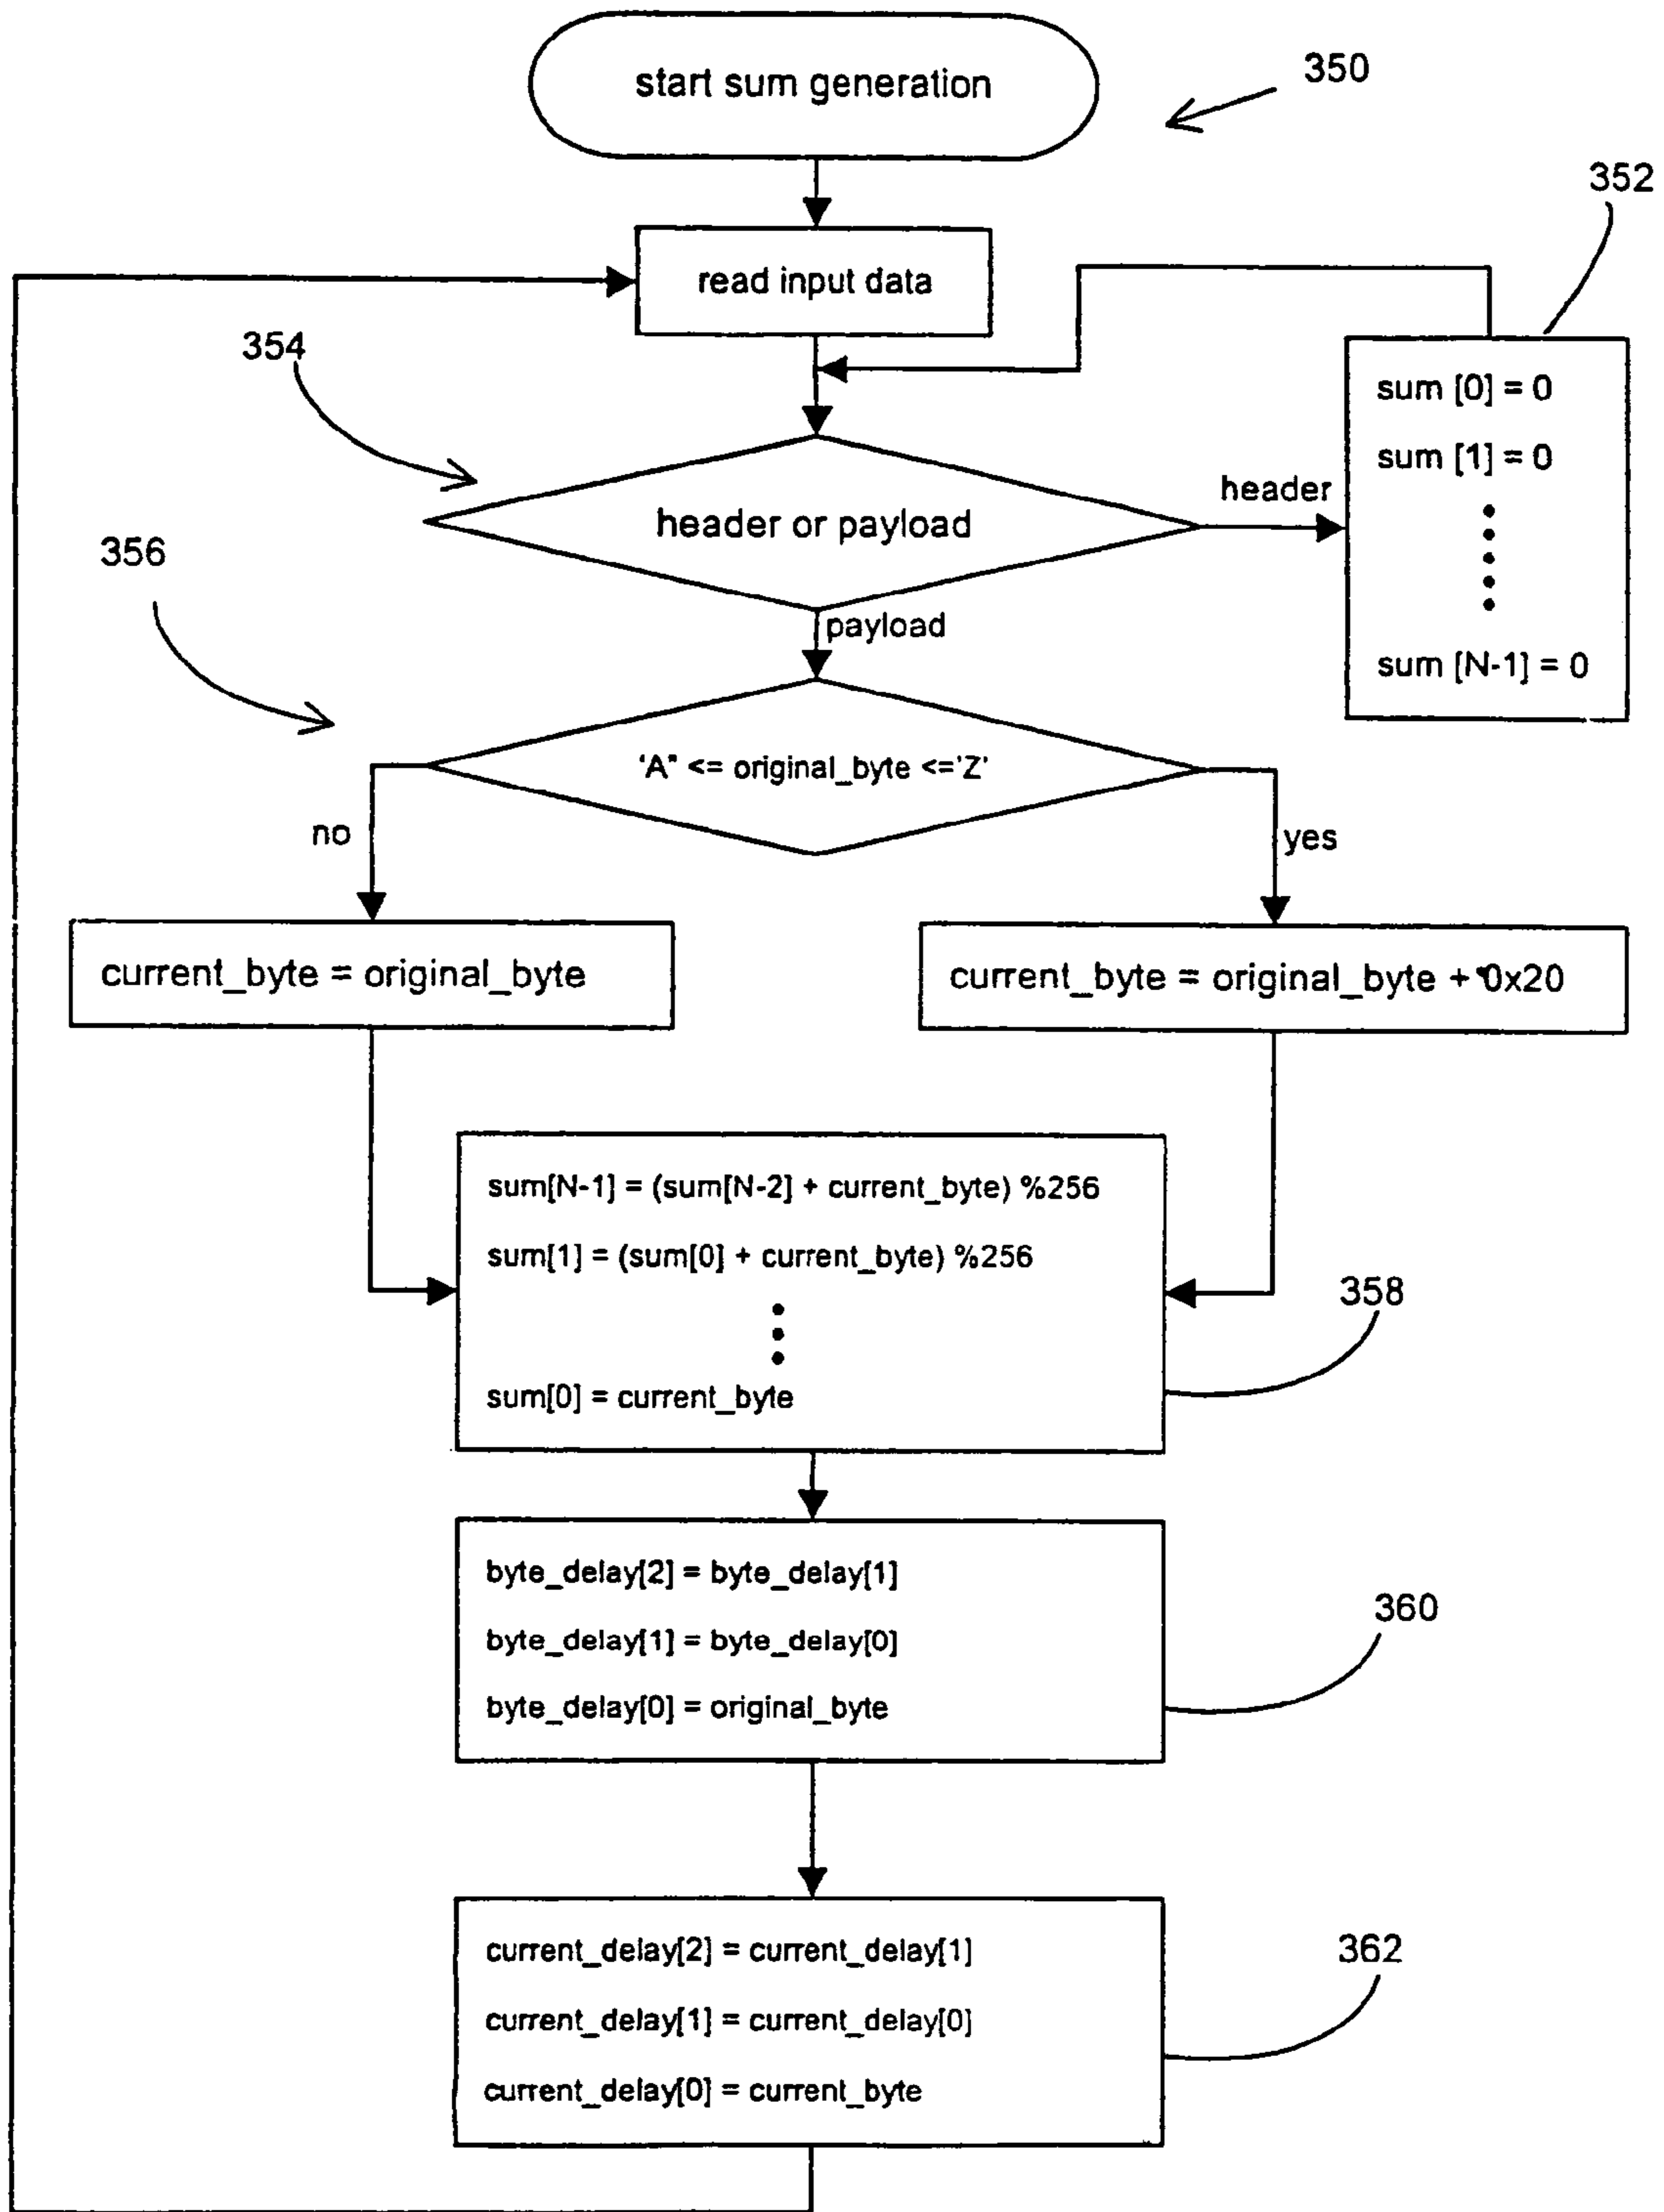 start sum generation
350
352
read input data
354
sum [0] = 0
sum [1] = 0
sum [N-1] = 0
header or payload
header
356
payload
'A" <= original_byte <='Z'
no
yes
current_byte = original_byte
current_byte = original_byte + 0x20
sum[N-1] = (sum[N-2] + current_byte) %256
sum[1] = (sum[0] + current_byte) %256
sum[0] = current_byte
358
byte_delay[2] = byte_delay[1]
byte_delay[1] = byte_delay[0]
byte_delay[0] = original_byte
360
current_delay[2] = current_delay[1]
current_delay[1] = current_delay[0]
current_delay[0] = current_byte
362